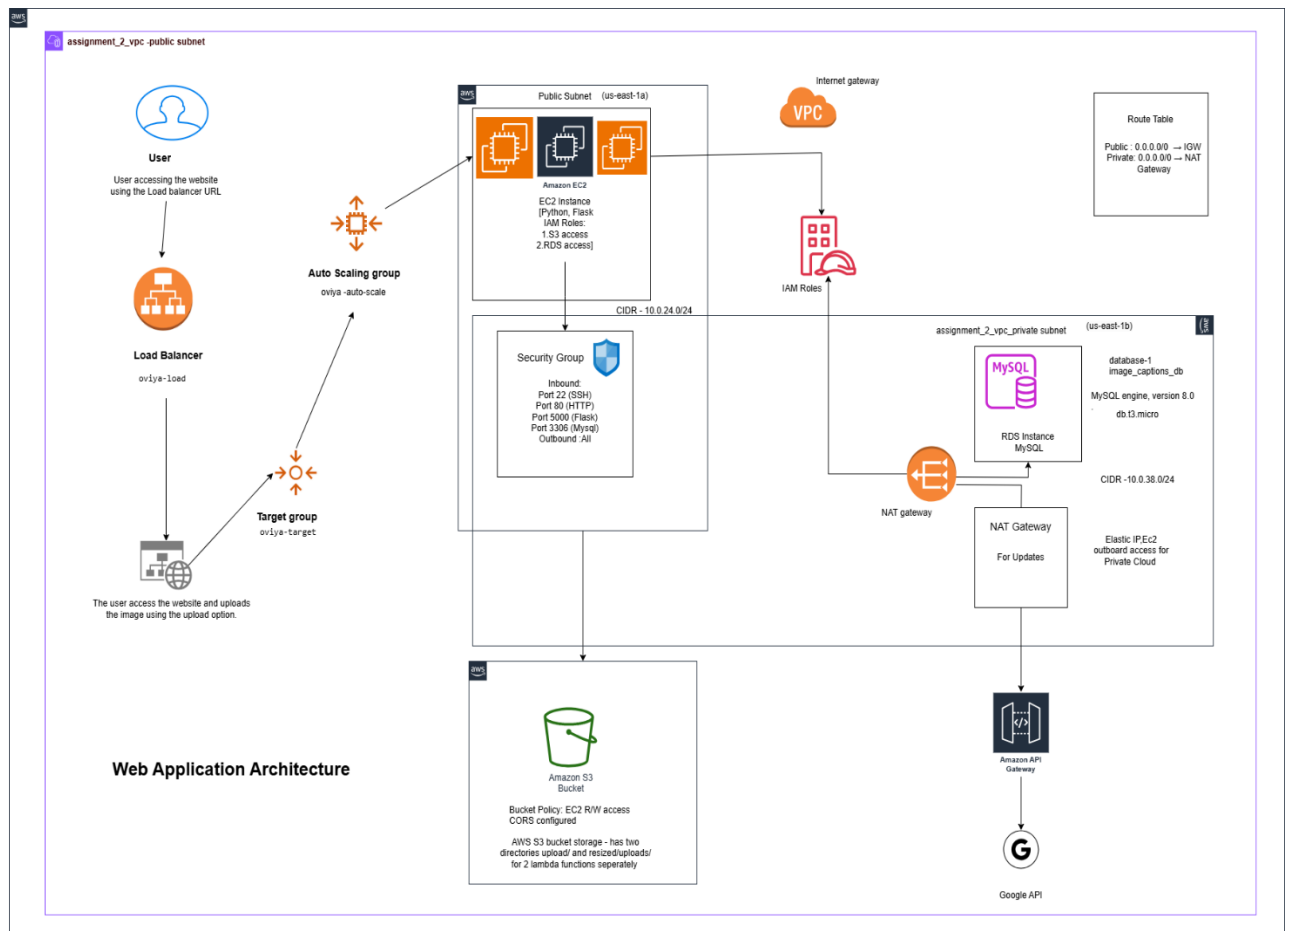 aws
assignment_2_vpc -public subnet
User
User accessing the website
using the Load balancer URL
Load Balancer
oviya-load
The user access the website and uploads
the image using the upload option.
Target group
oviya-target
Auto Scaling group
oviya -auto-scale
aws
Public Subnet (us-east-1a)
Amazon EC2
EC2 Instance
[Python, Flask
IAM Roles:
1.S3 access
2.RDS access]
CIDR - 10.0.24.0/24
Security Group
Inbound:
Port 22 (SSH)
Port 80 (HTTP)
Port 5000 (Flask)
Port 3306 (Mysql)
Outbound :All
Internet gateway
VPC
IAM Roles
Route Table
Public : 0.0.0.0/0 → IGW
Private: 0.0.0.0/0 → NAT
Gateway
assignment_2_vpc_private subnet
(us-east-1b)
aws
MySQL
RDS Instance
MySQL
database-1
image_captions_db
MySQL engine, version 8.0
db.t3.micro
CIDR -10.0.38.0/24
NAT gateway
NAT Gateway
For Updates
Elastic IP,Ec2
outboard access for
Private Cloud
aws
Amazon S3
Bucket
Bucket Policy: EC2 R/W access
CORS configured
AWS S3 bucket storage - has two
directories upload/ and resized/uploads/
for 2 lambda functions seperately
Amazon API
Gateway
G
Google API
Web Application Architecture